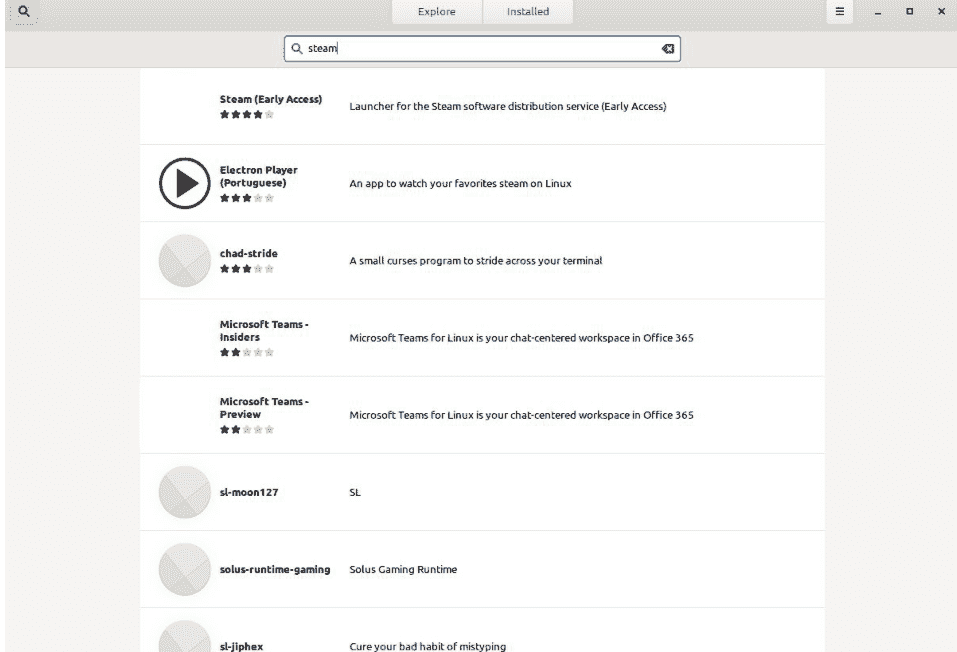 Explore Installed
steam
Steam (Early Access)
Launcher for the Steam software distribution service (Early Access)
Electron Player
(Portuguese)
An app to watch your favorites steam on Linux
chad-stride
A small curses program to stride across your terminal
Microsoft Teams -
Insiders
Microsoft Teams for Linux is your chat-centered workspace in Office 365
Microsoft Teams -
Preview
Microsoft Teams for Linux is your chat-centered workspace in Office 365
sl-moon127
SL
solus-runtime-gaming
Solus Gaming Runtime
sl-jiphex
Cure your bad habit of mistyping